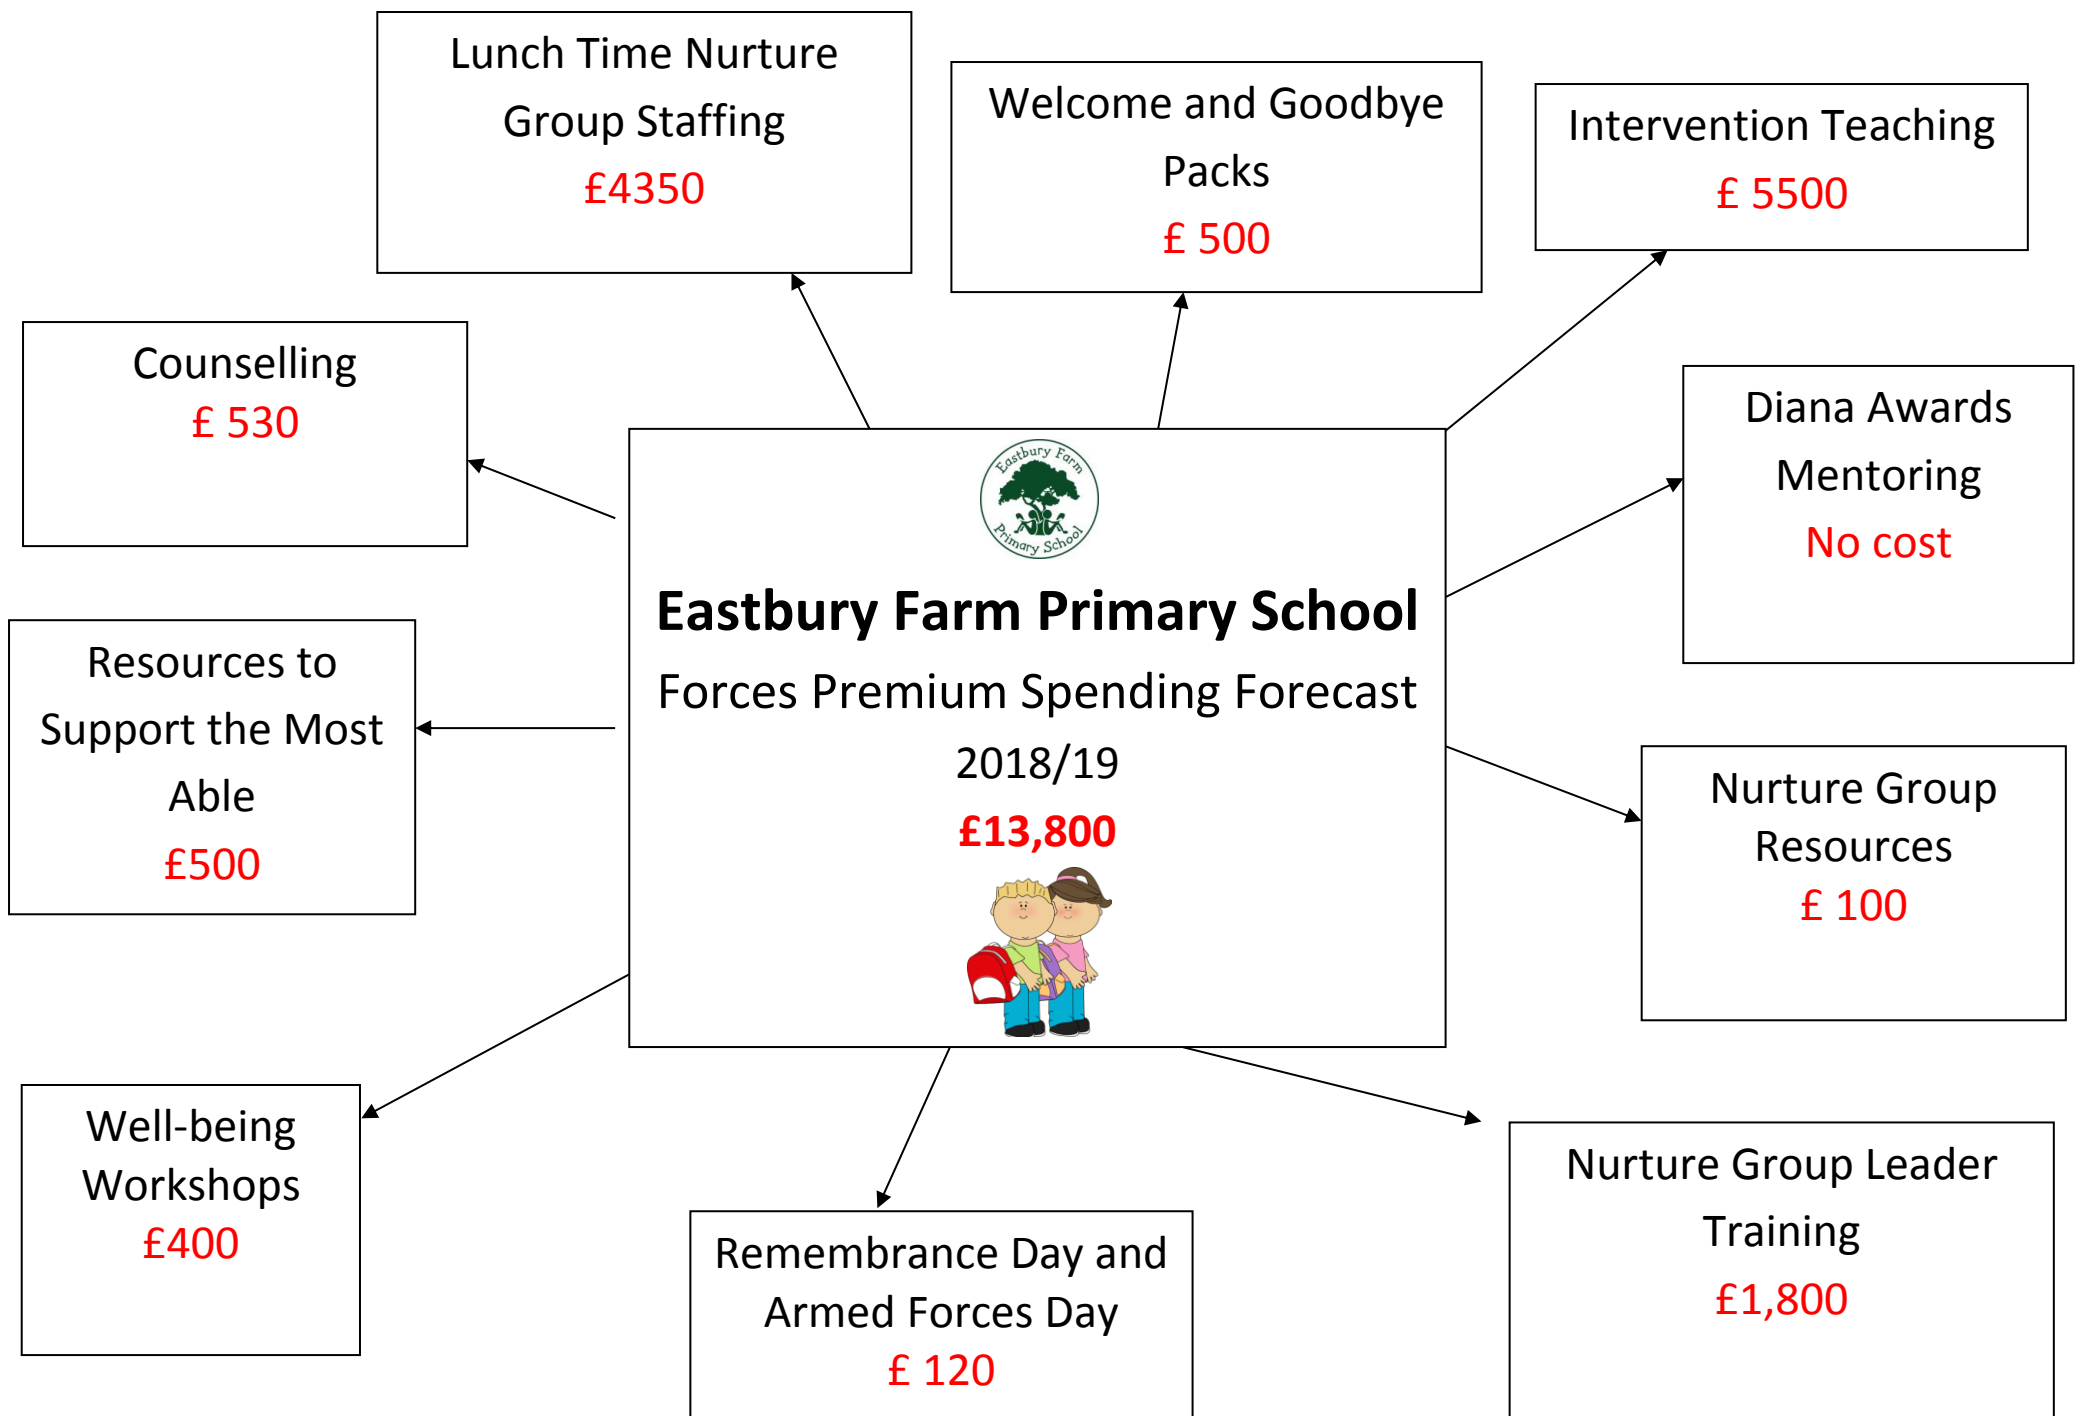 Lunch Time Nurture
Group Staffing
£4350
Welcome and Goodbye
Packs
£ 500
Intervention Teaching
£ 5500
Counselling
£ 530
Diana Awards
Mentoring
No cost
Eastbury Farm
Primary School
Eastbury Farm Primary School
Forces Premium Spending Forecast
2018/19
£13,800
Resources to
Support the Most
Able
£500
Nurture Group
Resources
£ 100
Well-being
Workshops
£400
Remembrance Day and
Armed Forces Day
£ 120
Nurture Group Leader
Training
£1,800